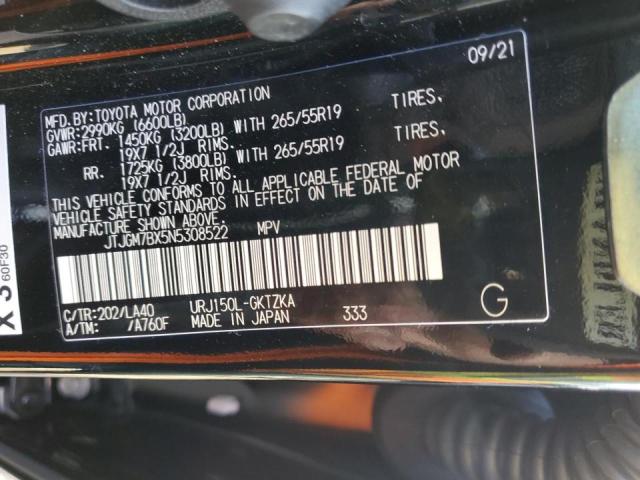 09/21
MFD.BY:TOYOTA MOTOR CORPORATION
GVWR:2990KG (6600LB)
GAWR:FRT. 1450KG (3200LB) WITH 265/55R19 TIRES,
19X7 1/2J RIMS.
RR. 1725KG (3800LB) WITH 265/55R19 TIRES,
19X7 1/2J RIMS.
THIS VEHICLE CONFORMS TO ALL APPLICABLE FEDERAL MOTOR
VEHICLE SAFETY STANDARDS IN EFFECT ON THE DATE OF
MANUFACTURE SHOWN ABOVE.
JTJGM7BX5N5308522 MPV
C/TR:202/LA40 URJ150L-GKTZKA
A/TM: /A760F MADE IN JAPAN 333
G
X 3
60F30